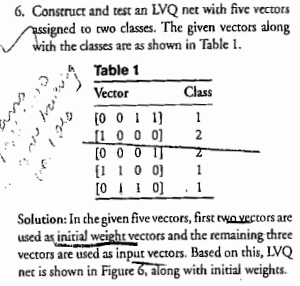 6. Construct and test an LVQ net with five vectors
assigned to two classes. The given vectors along
with the classes are as shown in Table 1.
Table 1
Vector Class
[0 0 1 1] 1
[1 0 0 0] 2
[0 0 0 1] 2
[1 1 0 0] 1
[0 1 1 0] 1
Solution: In the given five vectors, first two vectors are
used as initial weight vectors and the remaining three
vectors are used as input vectors. Based on this, LVQ
net is shown in Figure 6, along with initial weights.